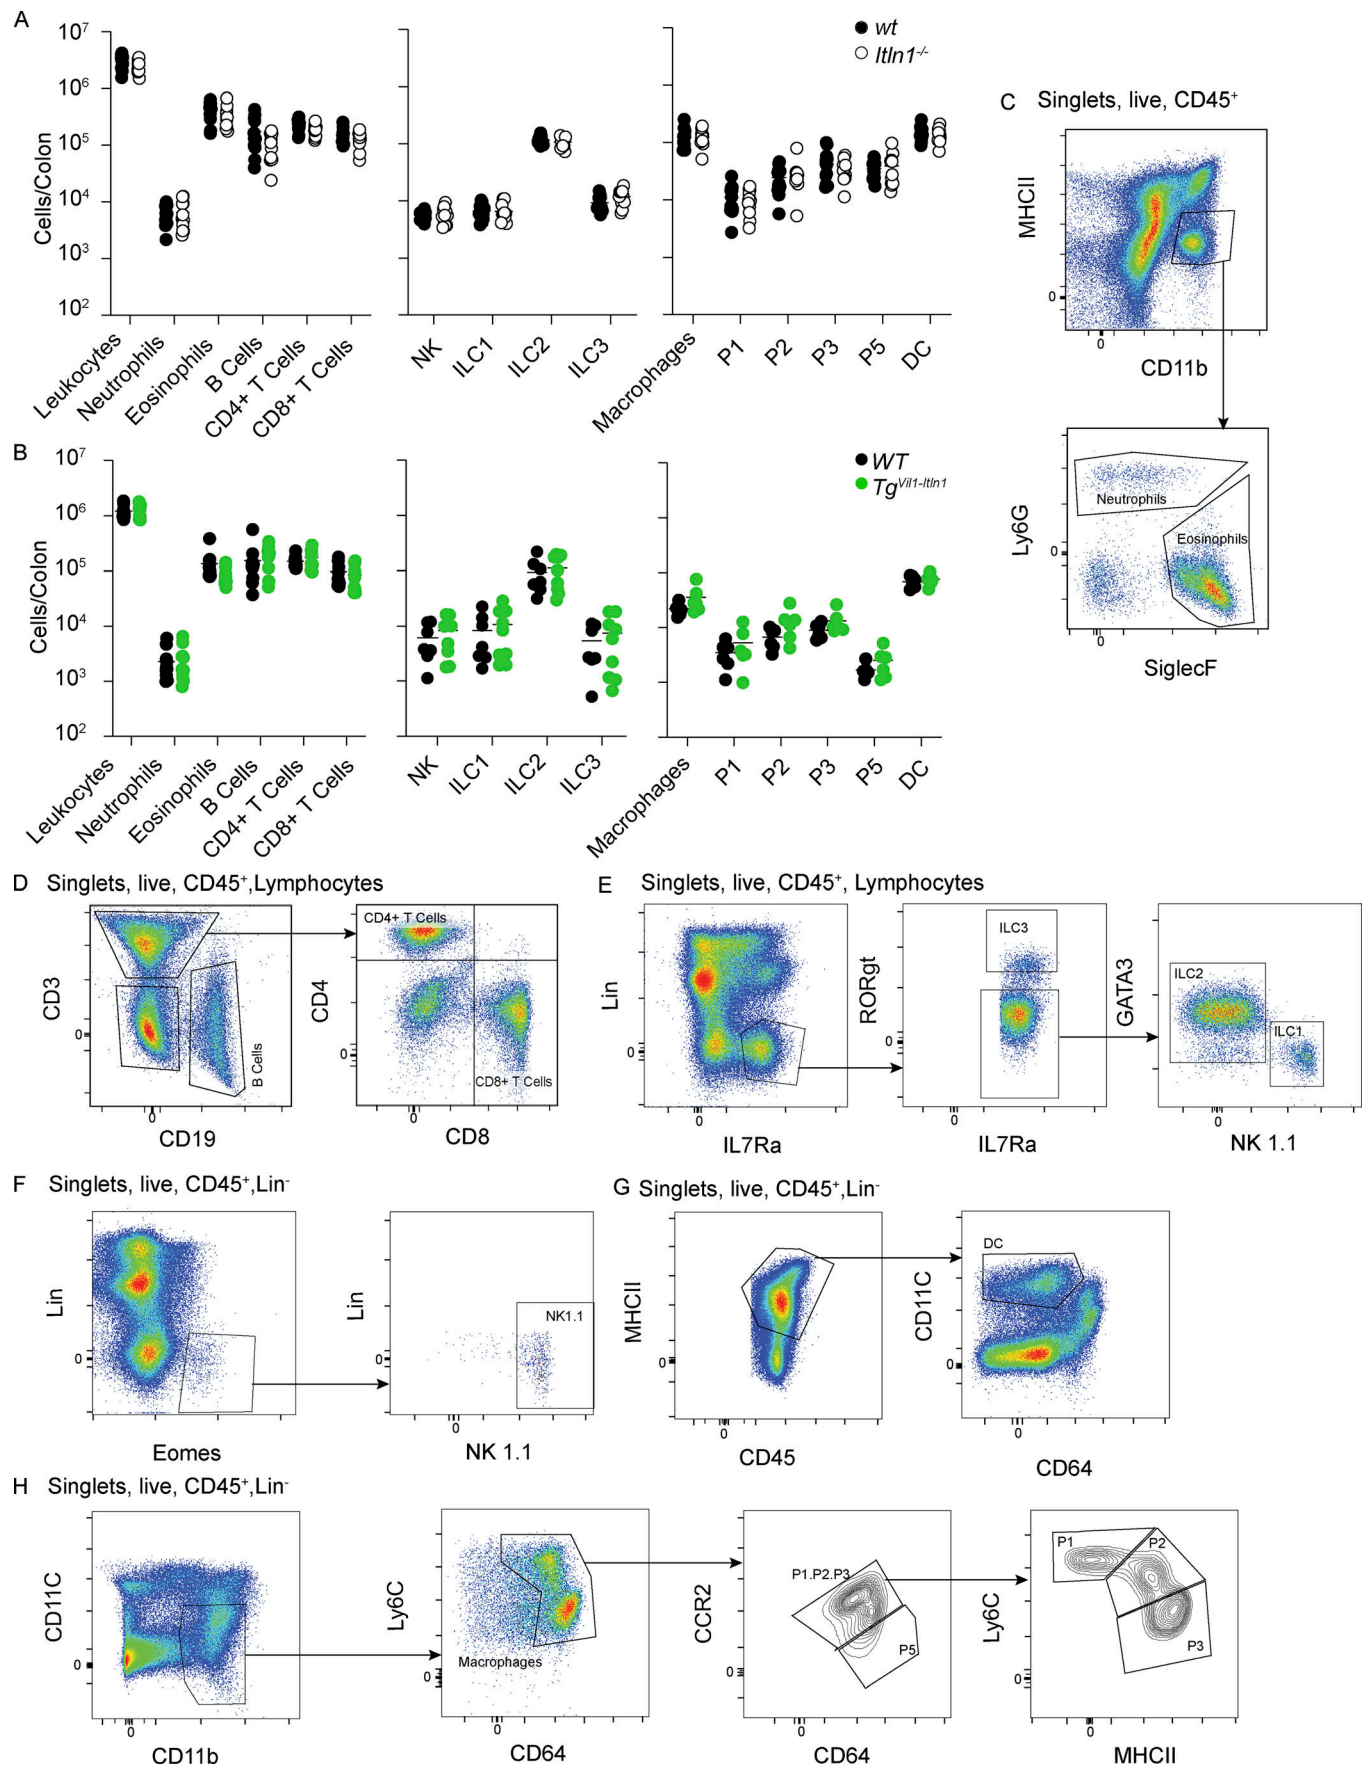 A
wt
Itln1-/-
Cells/Colon
10⁷
10⁶
10⁵
10⁴
10³
10²
Leukocytes
Neutrophils
Eosinophils
B Cells
CD4+ T Cells
CD8+ T Cells
NK
ILC1
ILC2
ILC3
Macrophages
P1
P2
P3
P5
DC
B
WT
TgVil1-Itln1
Cells/Colon
10⁷
10⁶
10⁵
10⁴
10³
10²
Leukocytes
Neutrophils
Eosinophils
B Cells
CD4+ T Cells
CD8+ T Cells
NK
ILC1
ILC2
ILC3
Macrophages
P1
P2
P3
P5
DC
C Singlets, live, CD45⁺
MHCII
0
0
CD11b
Ly6G
0
Neutrophils
Eosinophils
0
SiglecF
D Singlets, live, CD45⁺,Lymphocytes
CD3
0
B Cells
0
CD19
CD4
0
CD4+ T Cells
CD8+ T Cells
0
CD8
E Singlets, live, CD45⁺, Lymphocytes
Lin
0
0
IL7Ra
RORgt
0
ILC3
0
IL7Ra
GATA3
ILC2
ILC1
0
NK 1.1
F Singlets, live, CD45⁺,Lin⁻
Lin
0
Eomes
Lin
0
NK1.1
0
NK 1.1
G Singlets, live, CD45⁺,Lin⁻
MHCII
0
0
CD45
CD11C
0
DC
0
CD64
H Singlets, live, CD45⁺,Lin⁻
CD11C
0
0
CD11b
Ly6C
0
Macrophages
0
CD64
CCR2
0
P1.P2.P3
P5
0
CD64
Ly6C
0
P1
P2
P3
0
MHCII